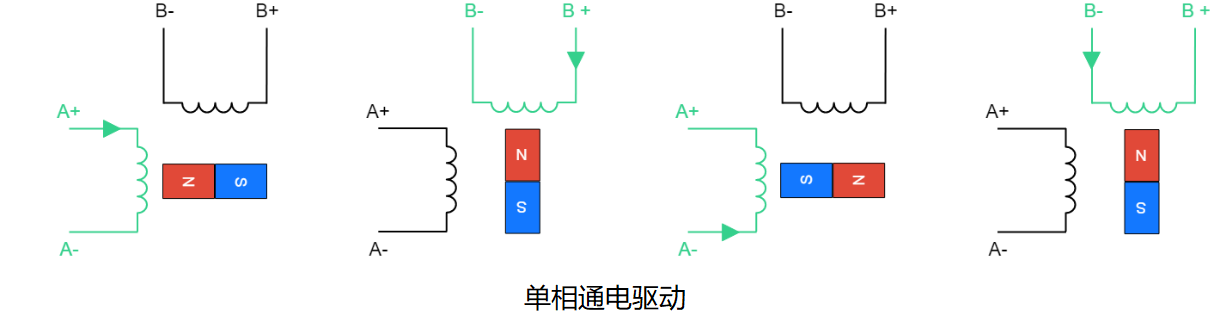 B- B+ B- B + B- B+ B- B +
A+ A+ A+ A+
N S N S N S N S
A- A- A- A-
单相通电驱动